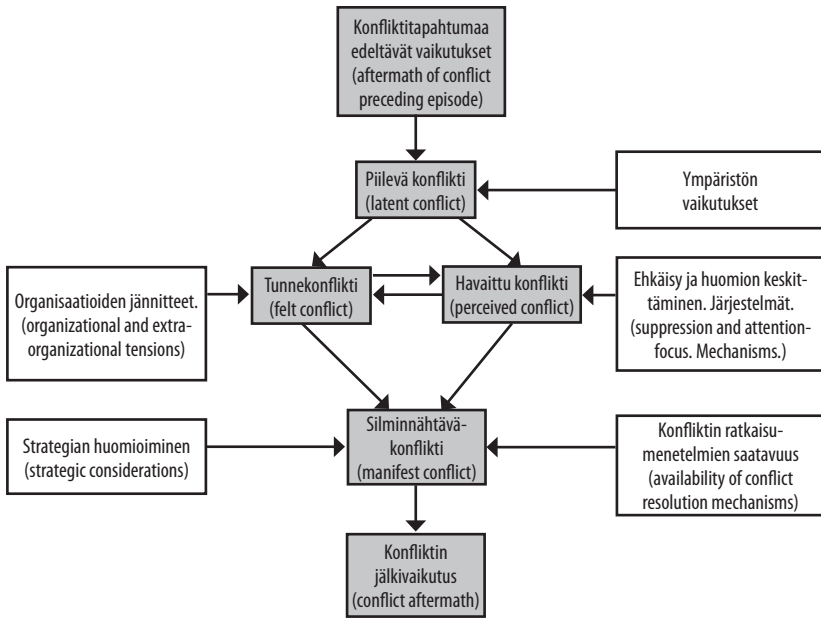 Konfliktitapahtumaa
edeltävät vaikutukset
(aftermath of conflict
preceding episode)
Piilevä konflikti
(latent conflict)
Ympäristön
vaikutukset
Organisaatioiden jännitteet.
(organizational and extra-
organizational tensions)
Tunnekonflikti
(felt conflict)
Havaittu konflikti
(perceived conflict)
Ehkäisy ja huomion keskit-
täminen. Järjestelmät.
(suppression and attention-
focus. Mechanisms.)
Strategian huomioiminen
(strategic considerations)
Silminnähtävä-
konflikti
(manifest conflict)
Konfliktin ratkaisu-
menetelmien saatavuus
(availability of conflict
resolution mechanisms)
Konfliktin
jälkivaikutus
(conflict aftermath)